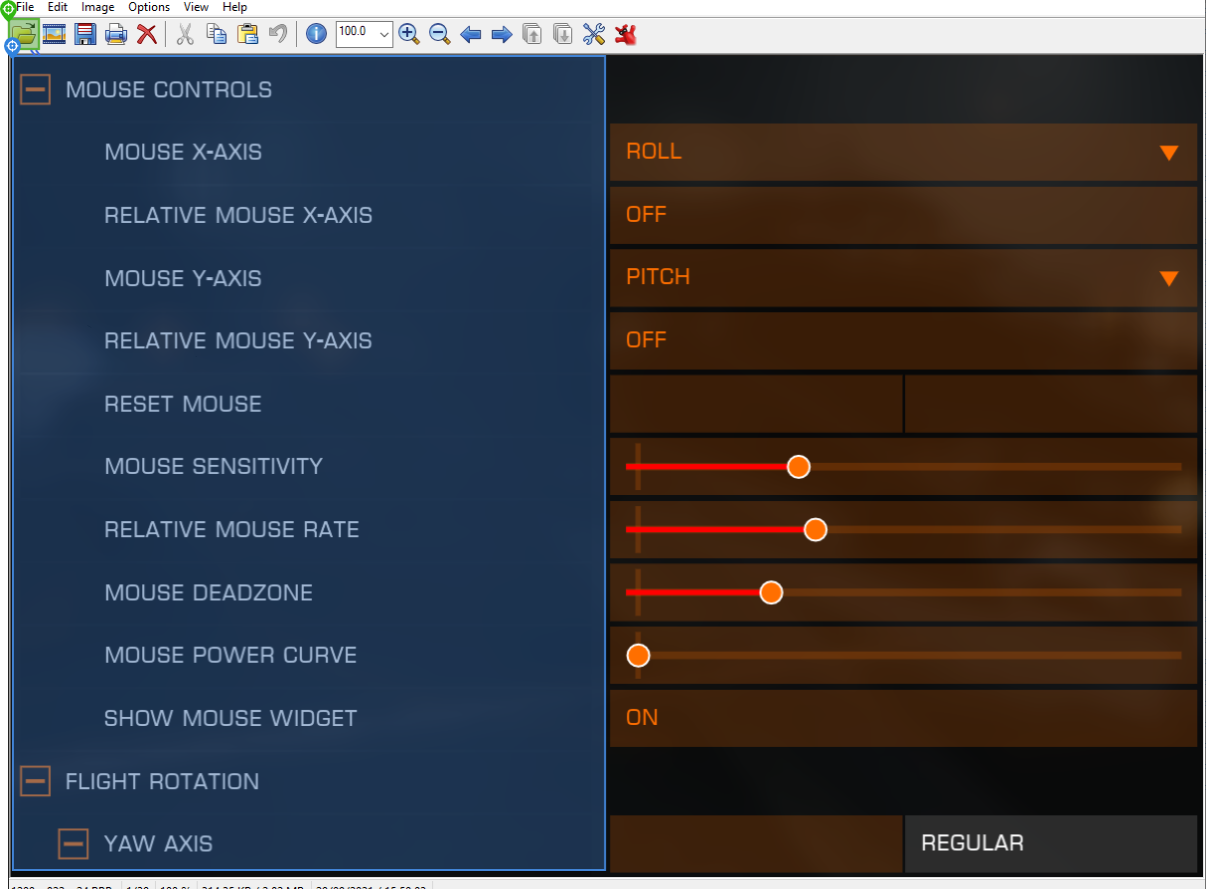 File Edit Image Options View Help
100.0
MOUSE CONTROLS
MOUSE X-AXIS ROLL
RELATIVE MOUSE X-AXIS OFF
MOUSE Y-AXIS PITCH
RELATIVE MOUSE Y-AXIS OFF
RESET MOUSE
MOUSE SENSITIVITY
RELATIVE MOUSE RATE
MOUSE DEADZONE
MOUSE POWER CURVE
SHOW MOUSE WIDGET ON
FLIGHT ROTATION
YAW AXIS REGULAR